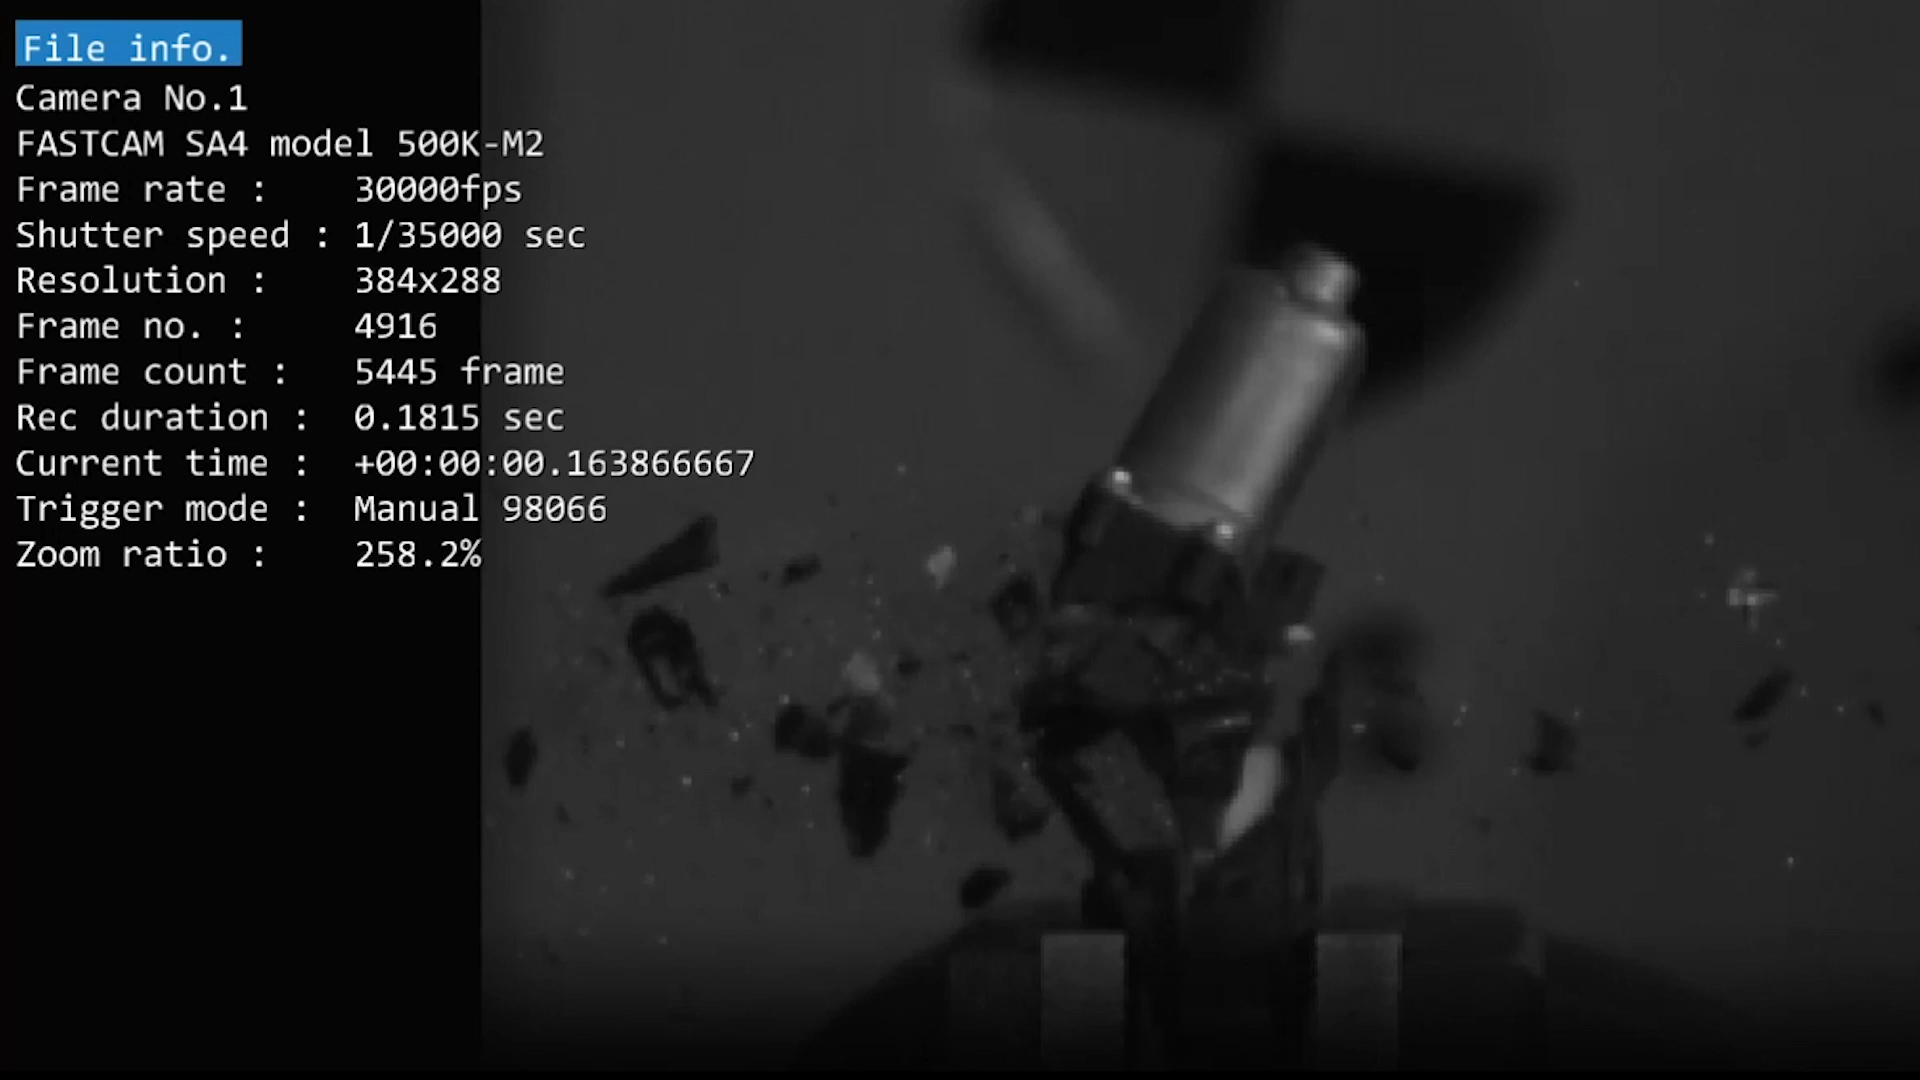 File info.
Camera No.1
FASTCAM SA4 model 500K-M2
Frame rate : 30000fps
Shutter speed : 1/35000 sec
Resolution : 384x288
Frame no. : 4916
Frame count : 5445 frame
Rec duration : 0.1815 sec
Current time : +00:00:00.163866667
Trigger mode : Manual 98066
Zoom ratio : 258.2%